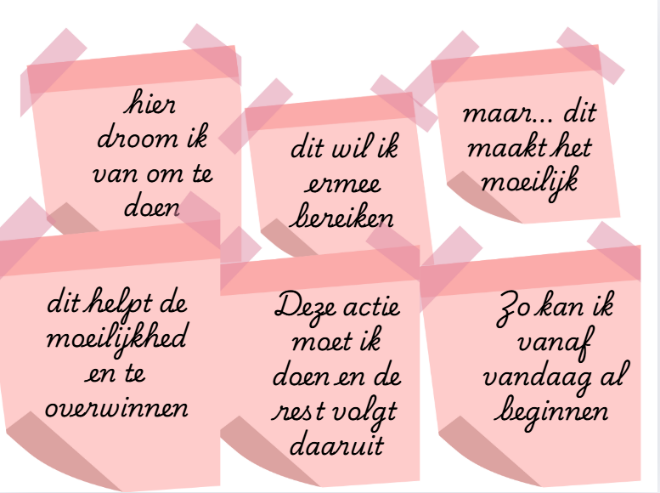 hier
droom ik
van om te
doen
dit wil ik
ermee
bereiken
maar... dit
maakt het
moeilijk
dit helpt de
moeilijkheid
en te
overwinnen
Deze actie
moet ik
doen en de
rest volgt
daaruit
Zo kan ik
vanaf
vandaag al
beginnen